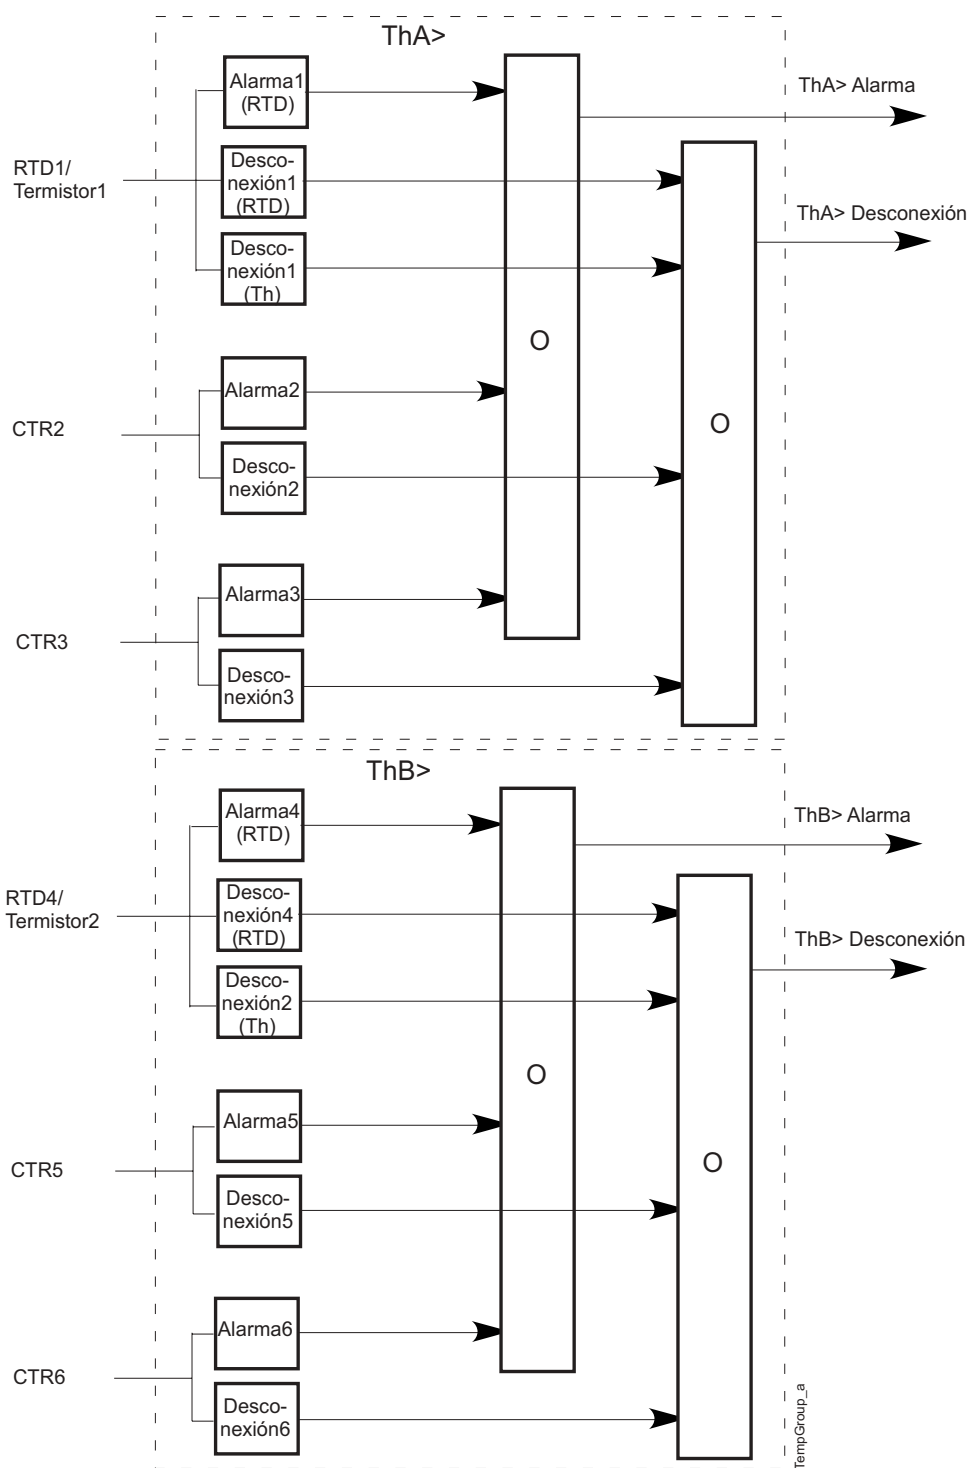 ThA>
Alarma1
(RTD)
ThA> Alarma
RTD1/
Termistor1
Desco-
nexión1
(RTD)
ThA> Desconexión
Desco-
nexión1
(Th)
O
Alarma2
CTR2
O
Desco-
nexión2
Alarma3
CTR3
Desco-
nexión3
ThB>
Alarma4
(RTD)
ThB> Alarma
RTD4/
Termistor2
Desco-
nexión4
(RTD)
ThB> Desconexión
Desco-
nexión2
(Th)
O
Alarma5
CTR5
O
Desco-
nexión5
Alarma6
CTR6
Desco-
nexión6
TempGroup_a